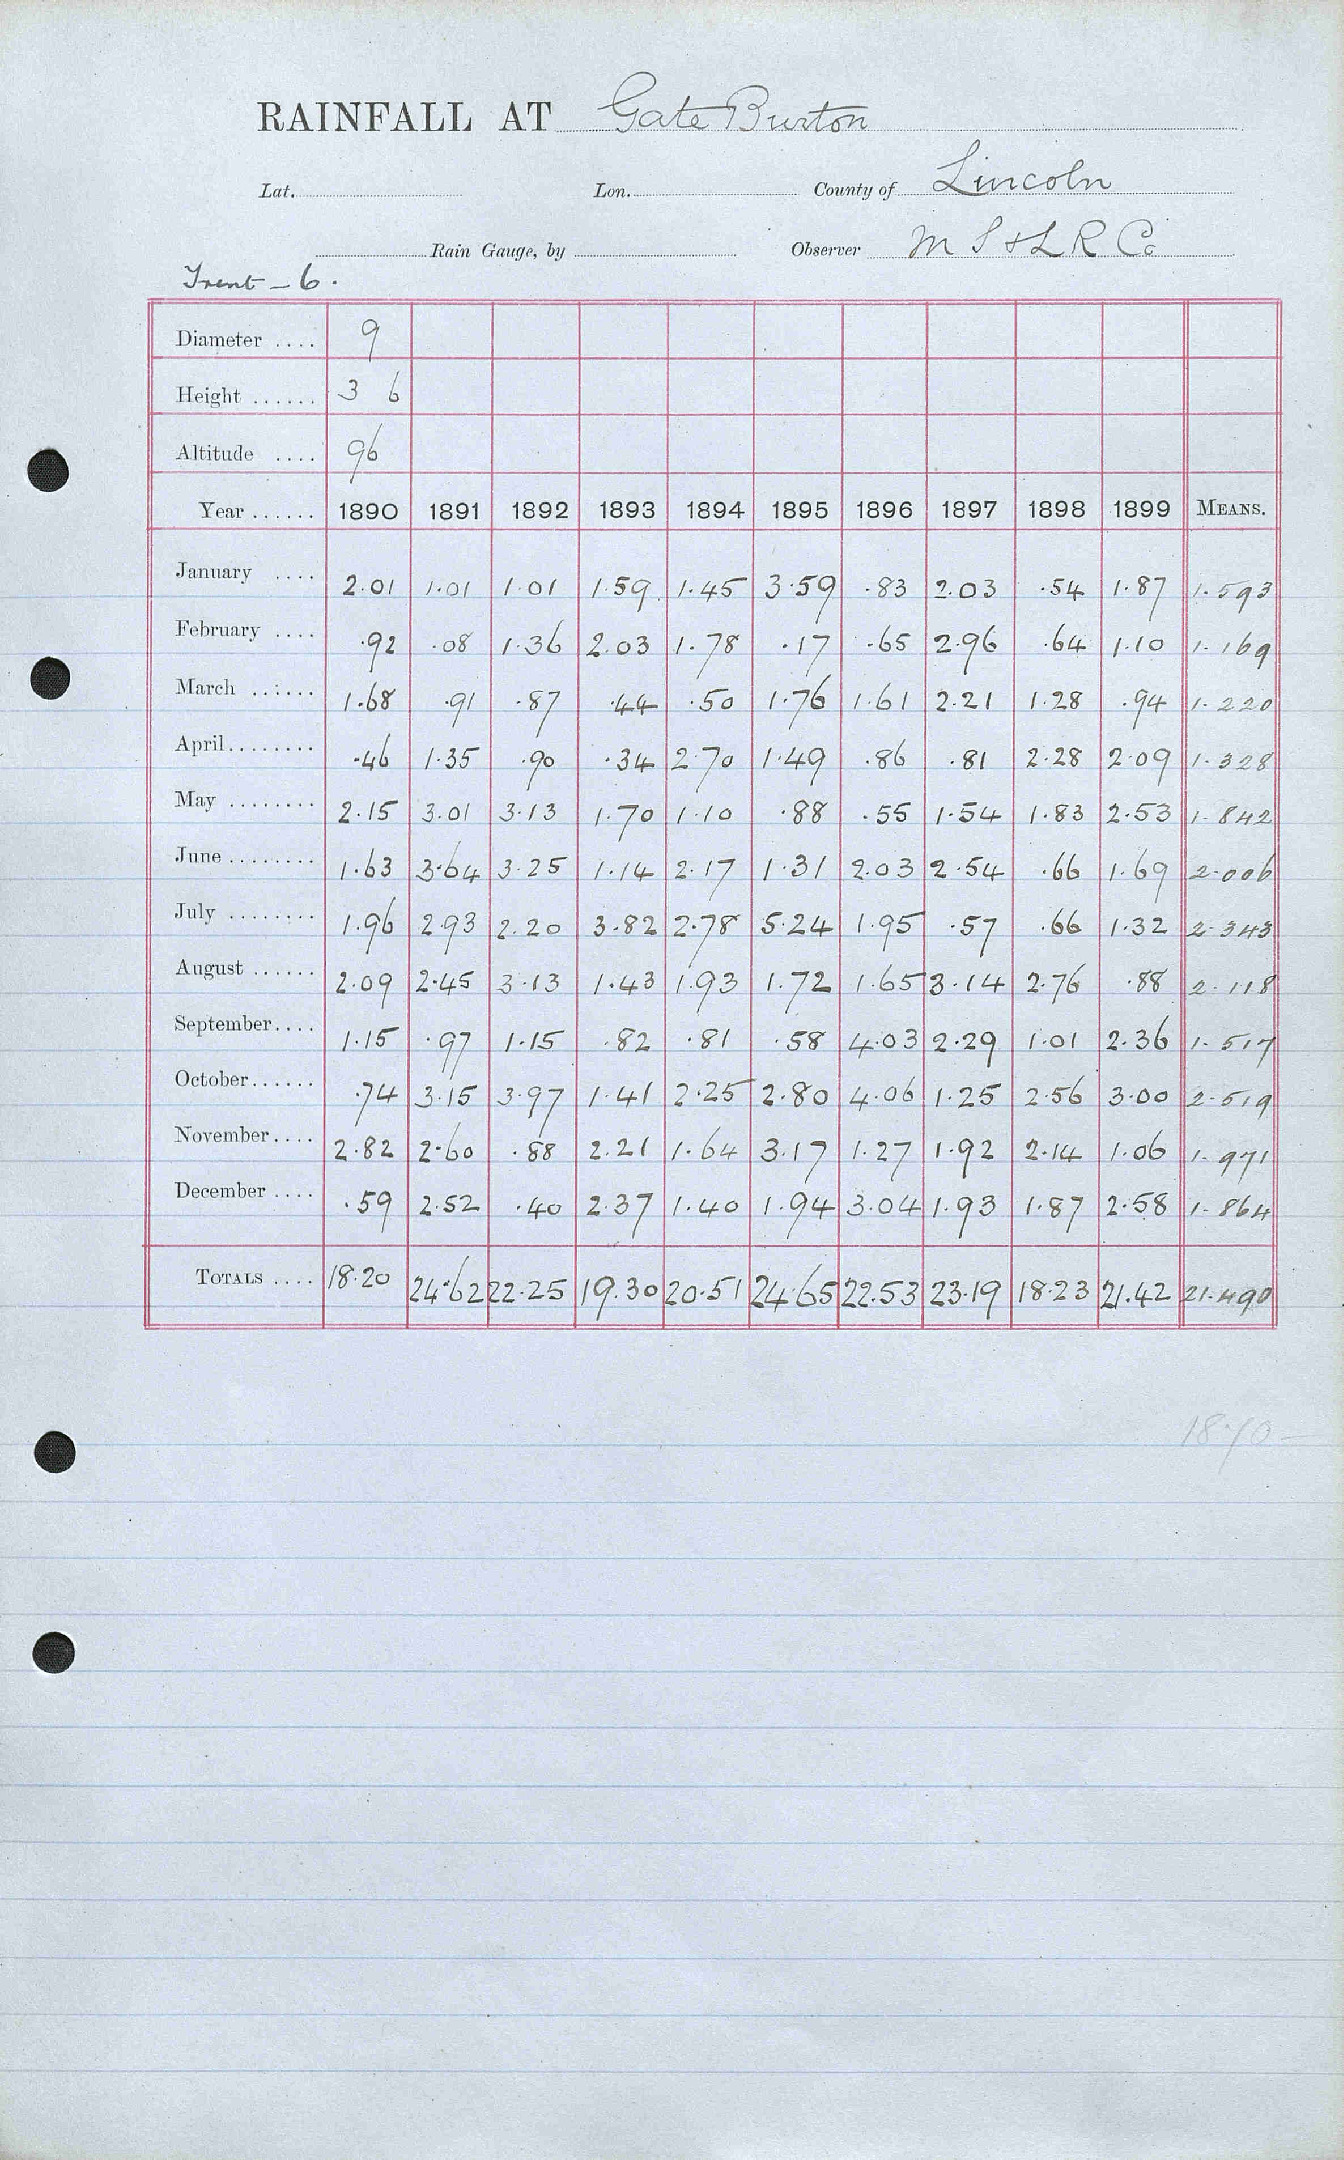 RAINFALL AT Gate Burton
Lat. Lon. County of Lincoln
Rain Gauge, by Observer M S & L R Co
Trent - 6.
Diameter .... 9
Height ...... 3 6
Altitude .... 96
Year ...... 1890 1891 1892 1893 1894 1895 1896 1897 1898 1899 MEANS.
January .... 2.01 1.01 1.01 1.59 1.45 3.59 .83 2.03 .54 1.87 1.593
February .... .92 .08 1.36 2.03 1.78 .17 .65 2.96 .64 1.10 1.169
March ...... 1.68 .91 .87 .44 .50 1.76 1.61 2.21 1.28 .94 1.220
April........ .46 1.35 .90 .34 2.70 1.49 .86 .81 2.28 2.09 1.328
May ........ 2.15 3.01 3.13 1.70 1.10 .88 .55 1.54 1.83 2.53 1.842
June ........ 1.63 3.64 3.25 1.14 2.17 1.31 2.03 2.54 .66 1.69 2.006
July ........ 1.96 2.93 2.20 3.82 2.78 5.24 1.95 .57 .66 1.32 2.343
August ...... 2.09 2.45 3.13 1.43 1.93 1.72 1.65 3.14 2.76 .88 2.118
September.... 1.15 .97 1.15 .82 .81 .58 4.03 2.29 1.01 2.36 1.517
October...... .74 3.15 3.97 1.41 2.25 2.80 4.06 1.25 2.56 3.00 2.519
November.... 2.82 2.60 .88 2.21 1.64 3.17 1.27 1.92 2.14 1.06 1.971
December .... .59 2.52 .40 2.37 1.40 1.94 3.04 1.93 1.87 2.58 1.864
TOTALS .... 18.20 24.62 22.25 19.30 20.51 24.65 22.53 23.19 18.23 21.42 21.490
1870-